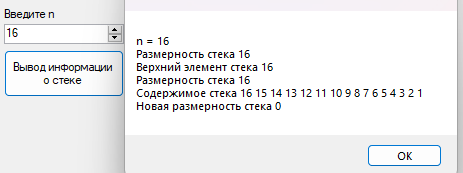 Введите n
16
Вывод информации
о стеке
n = 16
Размерность стека 16
Верхний элемент стека 16
Размерность стека 16
Содержимое стека 16 15 14 13 12 11 10 9 8 7 6 5 4 3 2 1
Новая размерность стека 0
ОК